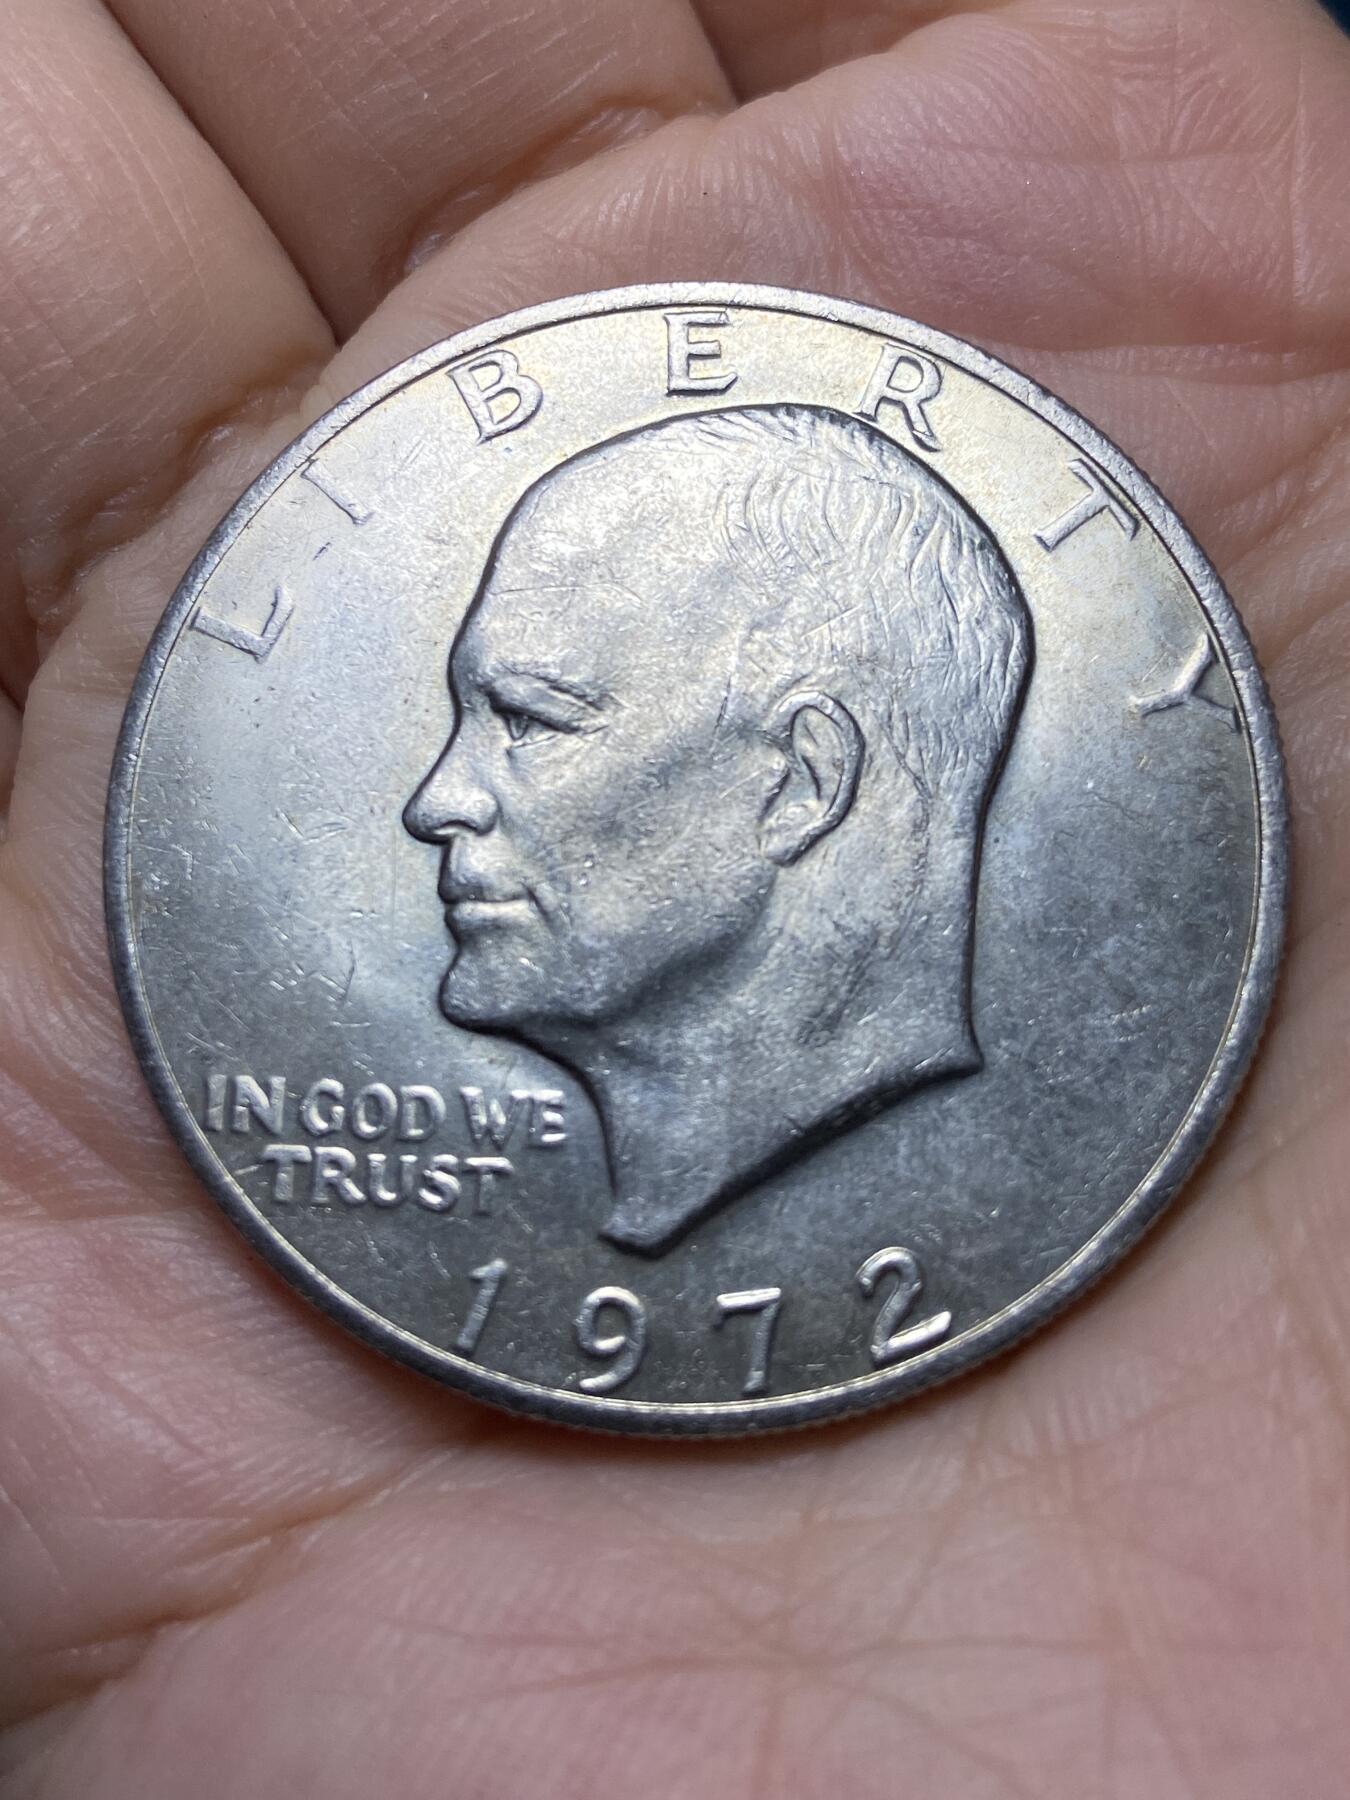 LIBERTY
IN GOD WE
TRUST
1972